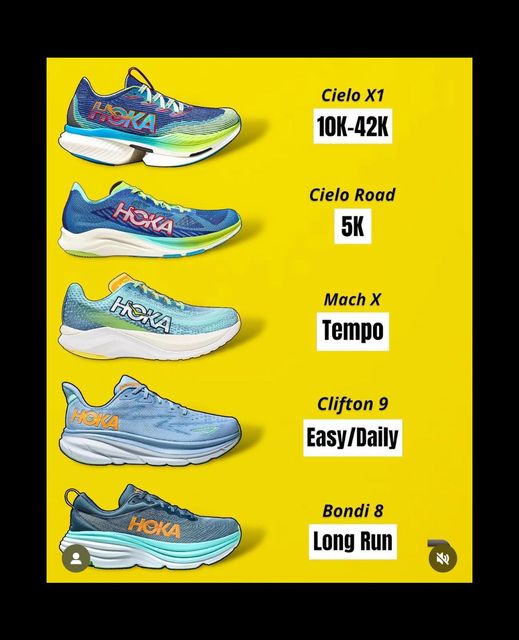 HOKA
Cielo X1
10K-42K
HOKA
Cielo Road
5K
HOKA
Mach X
Tempo
HOKA
Clifton 9
Easy/Daily
HOKA
Bondi 8
Long Run